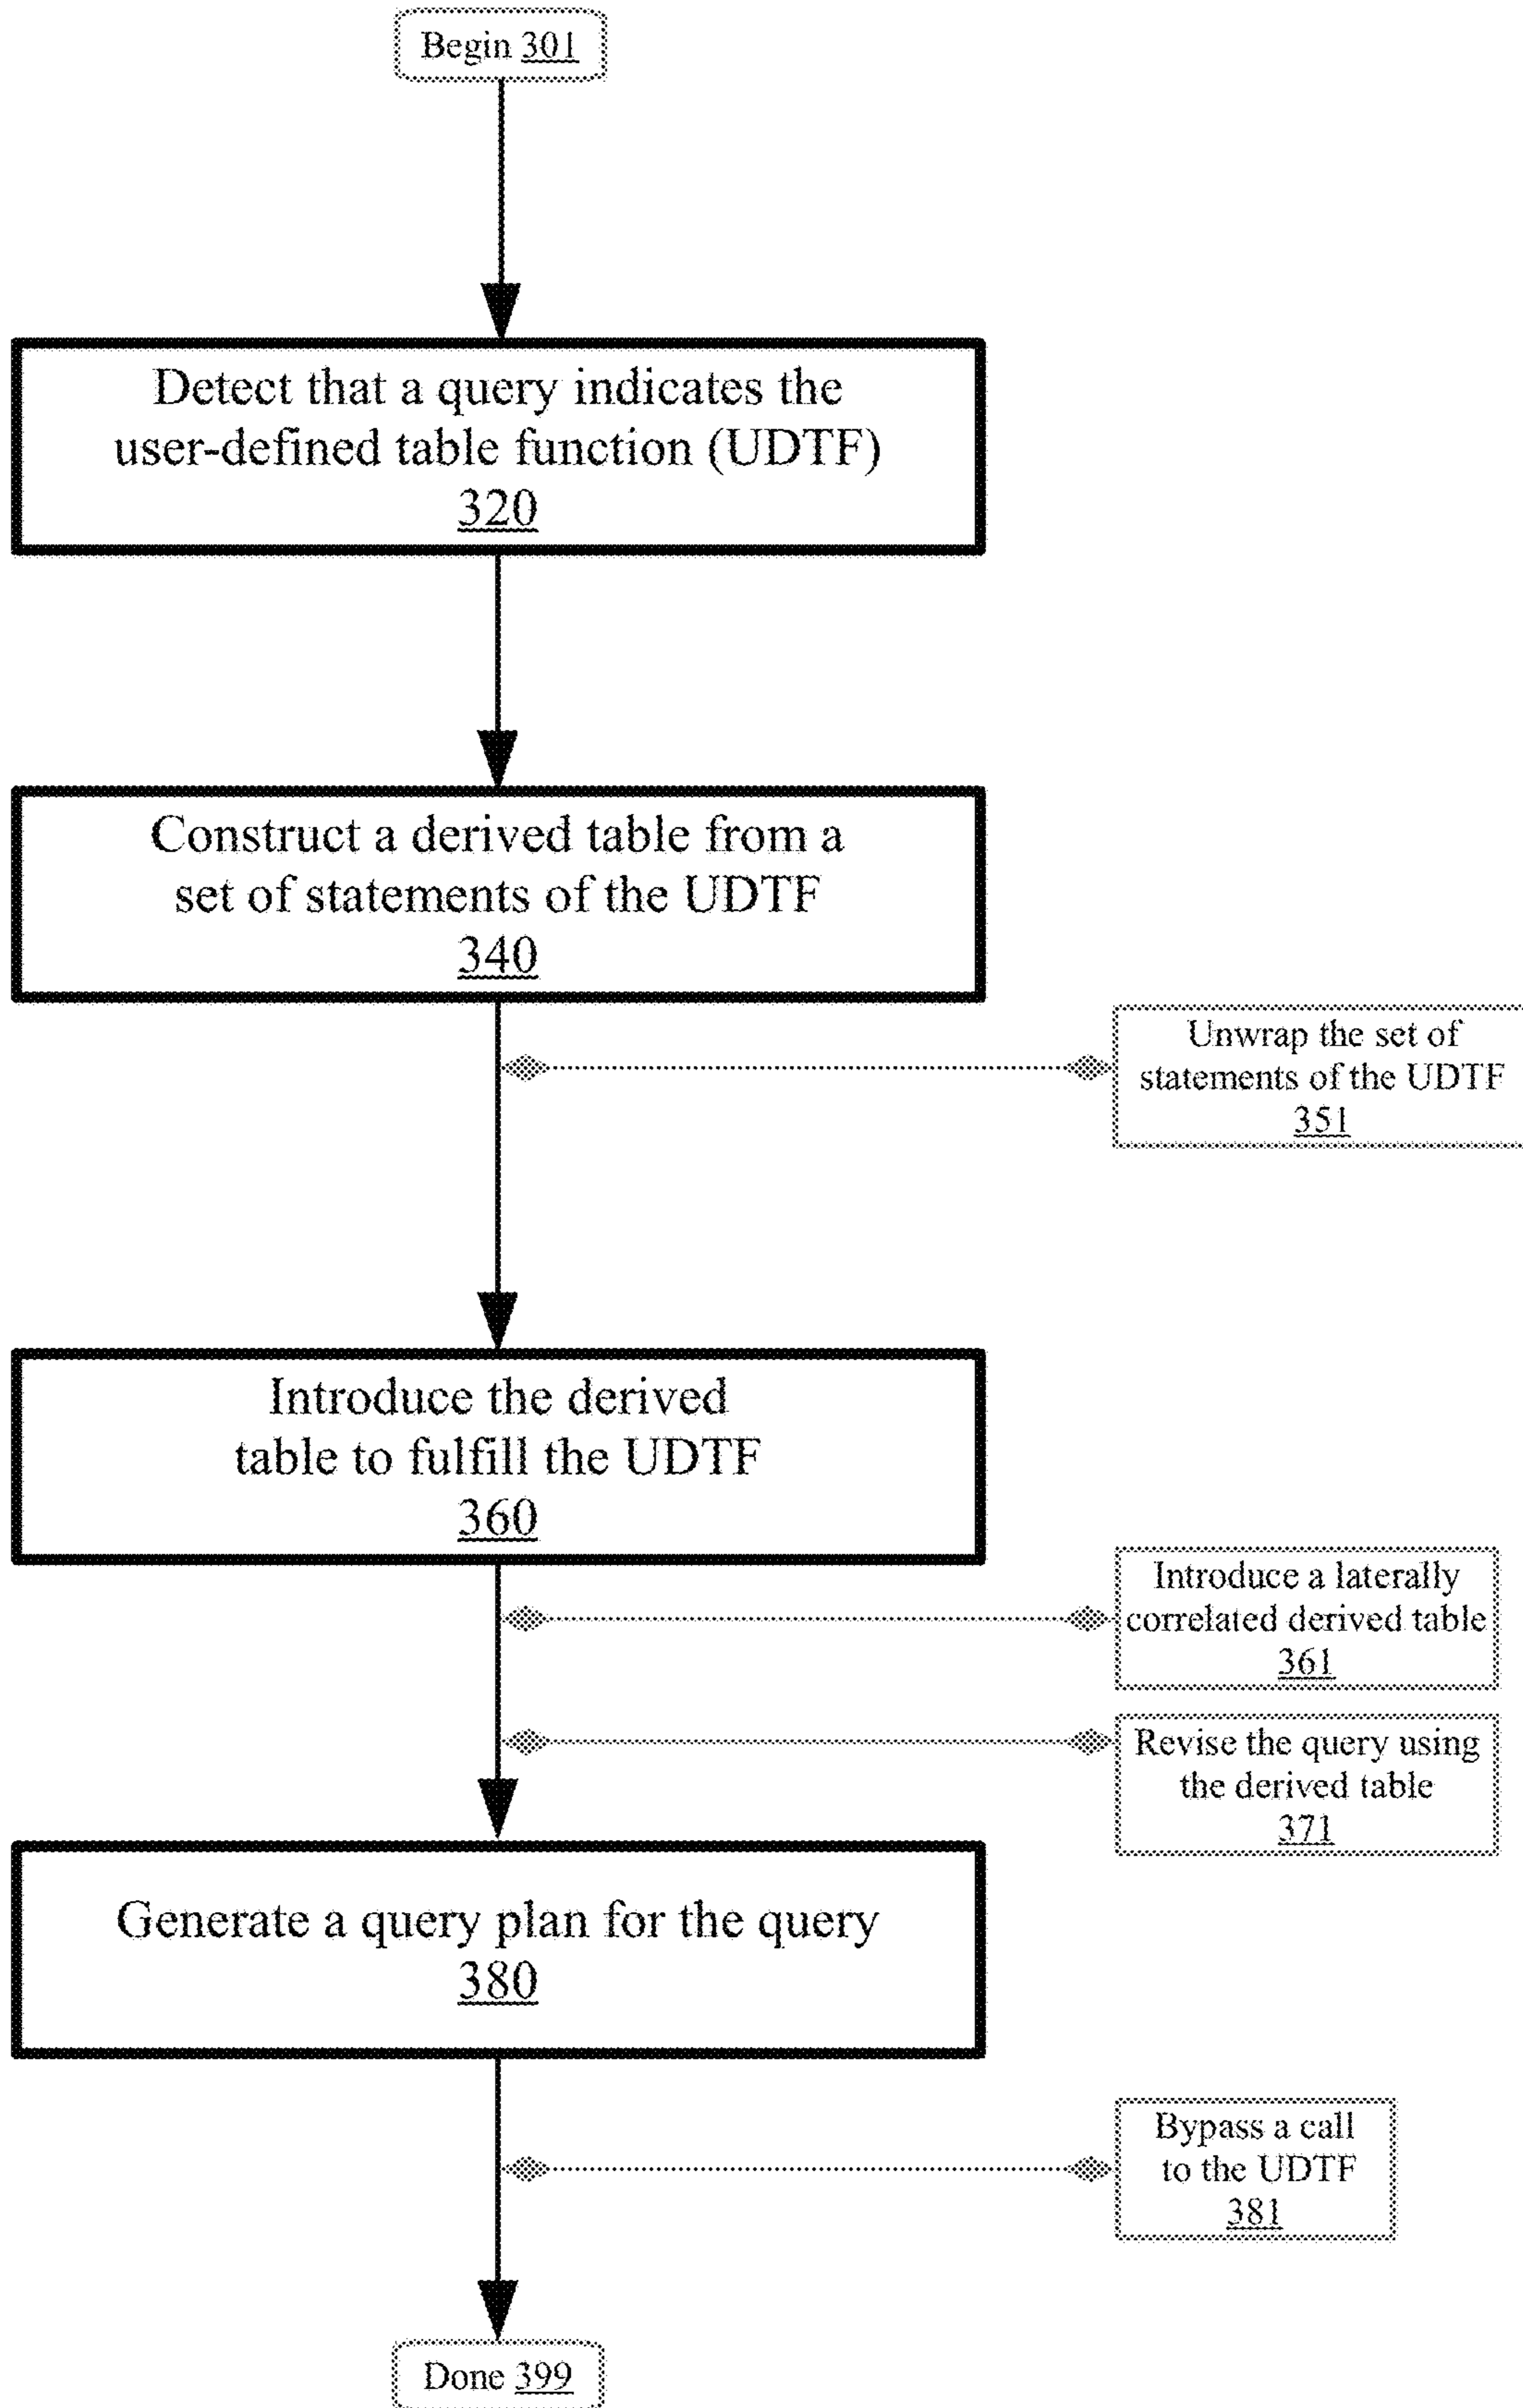 Begin 301
Detect that a query indicates the
user-defined table function (UDTF)
320
Construct a derived table from a
set of statements of the UDTF
340
Unwrap the set of
statements of the UDTF
351
Introduce the derived
table to fulfill the UDTF
360
Introduce a laterally
correlated derived table
361
Revise the query using
the derived table
371
Generate a query plan for the query
380
Bypass a call
to the UDTF
381
Done 399